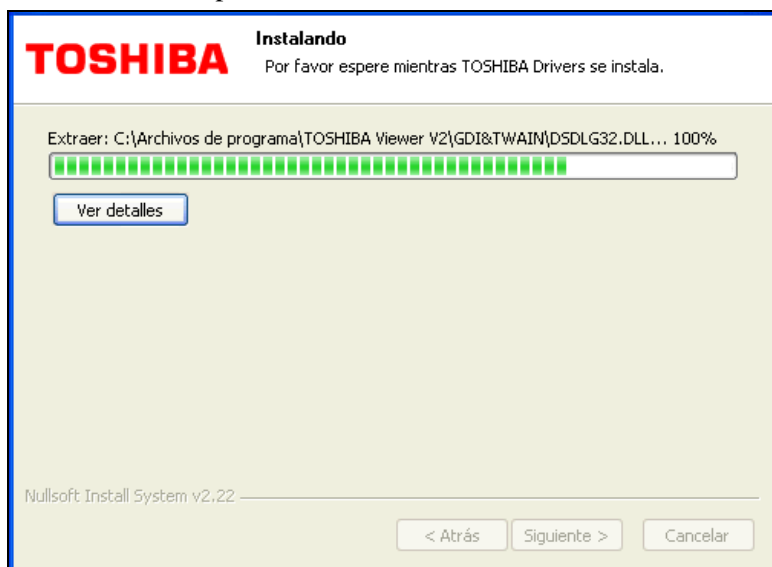 TOSHIBA
Instalando
Por favor espere mientras TOSHIBA Drivers se instala.
Extraer: C:\Archivos de programa\TOSHIBA Viewer V2\GDI&TWAIN\DSDLG32.DLL... 100%
Ver detalles
Nullsoft Install System v2.22
< Atrás Siguiente > Cancelar